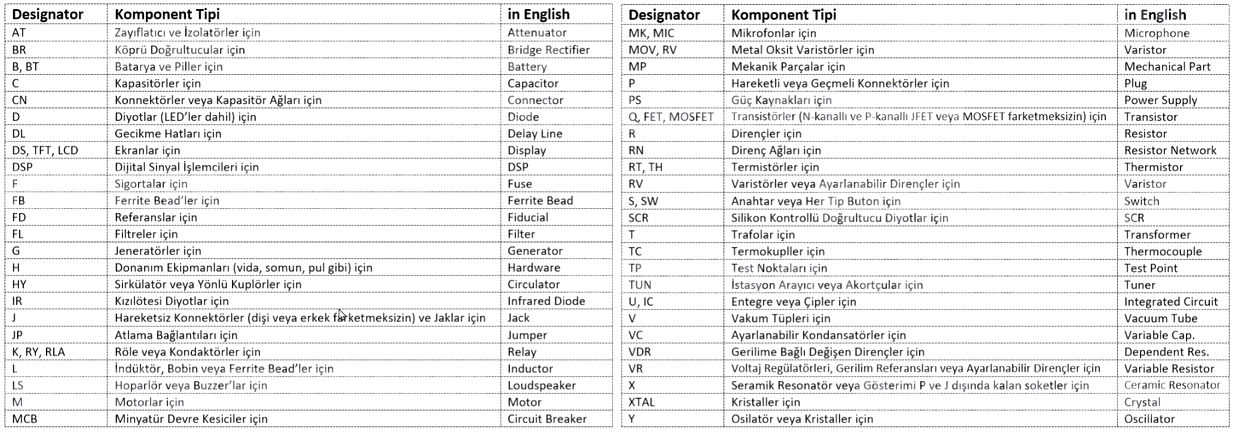 Designator Komponent Tipi in English
AT Zayıflatıcı ve İzolatörler için Attenuator
BR Köprü Doğrultucular için Bridge Rectifier
B, BT Batarya ve Piller için Battery
C Kapasitörler için Capacitor
CN Konnektörler veya Kapasitör Ağları için Connector
D Diyotlar (LED'ler dahil) için Diode
DL Gecikme Hatları için Delay Line
DS, TFT, LCD Ekranlar için Display
DSP Dijital Sinyal İşlemcileri için DSP
F Sigortalar için Fuse
FB Ferrite Bead'ler için Ferrite Bead
FD Referanslar için Fiducial
FL Filtreler için Filter
G Jeneratörler için Generator
H Donanım Ekipmanları (vida, somun, pul gibi) için Hardware
HY Sirkülatör veya Yönlü Kuplörler için Circulator
IR Kızılötesi Diyotlar için Infrared Diode
J Hareketsiz Konnektörler (dişi veya erkek farketmeksizin) ve Jaklar için Jack
JP Atlama Bağlantıları için Jumper
K, RY, RLA Röle veya Kondaktörler için Relay
L İndüktör, Bobin veya Ferrite Bead'ler için Inductor
LS Hoparlör veya Buzzer'lar için Loudspeaker
M Motorlar için Motor
MCB Minyatür Devre Kesiciler için Circuit Breaker
Designator Komponent Tipi in English
MK, MIC Mikrofonlar için Microphone
MOV, RV Metal Oksit Varistörler için Varistor
MP Mekanik Parçalar için Mechanical Part
P Hareketli veya Geçmeli Konnektörler için Plug
PS Güç Kaynakları için Power Supply
Q, FET, MOSFET Transistörler (N-kanallı ve P-kanallı JFET veya MOSFET farketmeksizin) için Transistor
R Dirençler için Resistor
RN Direnç Ağları için Resistor Network
RT, TH Termistörler için Thermistor
RV Varistörler veya Ayarlanabilir Dirençler için Varistor
S, SW Anahtar veya Her Tip Buton için Switch
SCR Silikon Kontrollü Doğrultucu Diyotlar için SCR
T Trafolar için Transformer
TC Termokupller için Thermocouple
TP Test Noktaları için Test Point
TUN İstasyon Arayıcı veya Akortçular için Tuner
U, IC Entegre veya Çipler için Integrated Circuit
V Vakum Tüpleri için Vacuum Tube
VC Ayarlanabilir Kondansatörler için Variable Cap.
VDR Gerilime Bağlı Değişen Dirençler için Dependent Res.
VR Voltaj Regülatörleri, Gerilim Referansları veya Ayarlanabilir Dirençler için Variable Resistor
X Seramik Resonatör veya Gösterimi P ve J dışında kalan soketler için Ceramic Resonator
XTAL Kristaller için Crystal
Y Osilatör veya Kristaller için Oscillator